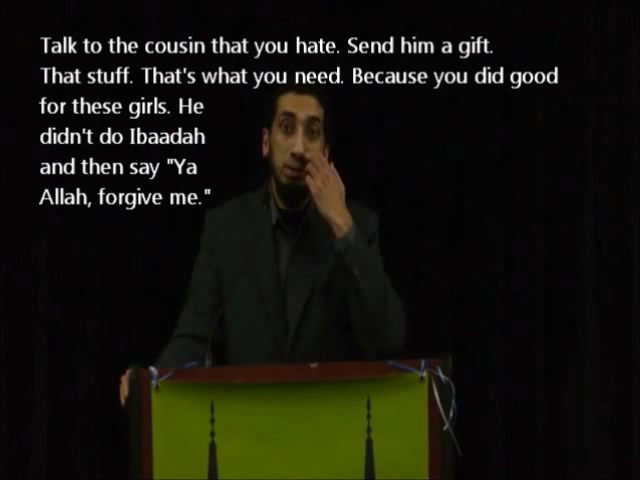 Talk to the cousin that you hate. Send him a gift.
That stuff. That's what you need. Because you did good
for these girls. He
didn't do Ibaadah
and then say "Ya
Allah, forgive me."